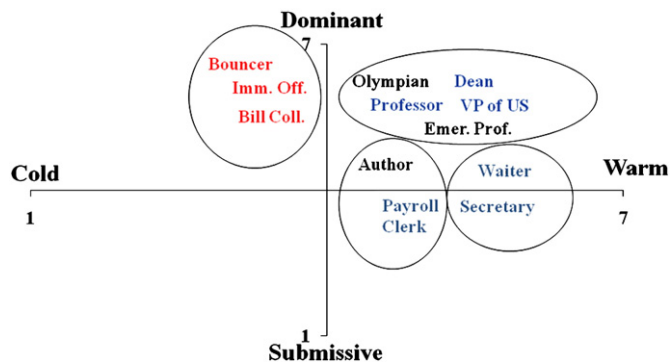 Dominant
7
Bouncer
Imm. Off.
Bill Coll.
Olympian Dean
Professor VP of US
Emer. Prof.
Author
Waiter
Cold
Warm
1
7
Payroll
Clerk
Secretary
1
Submissive